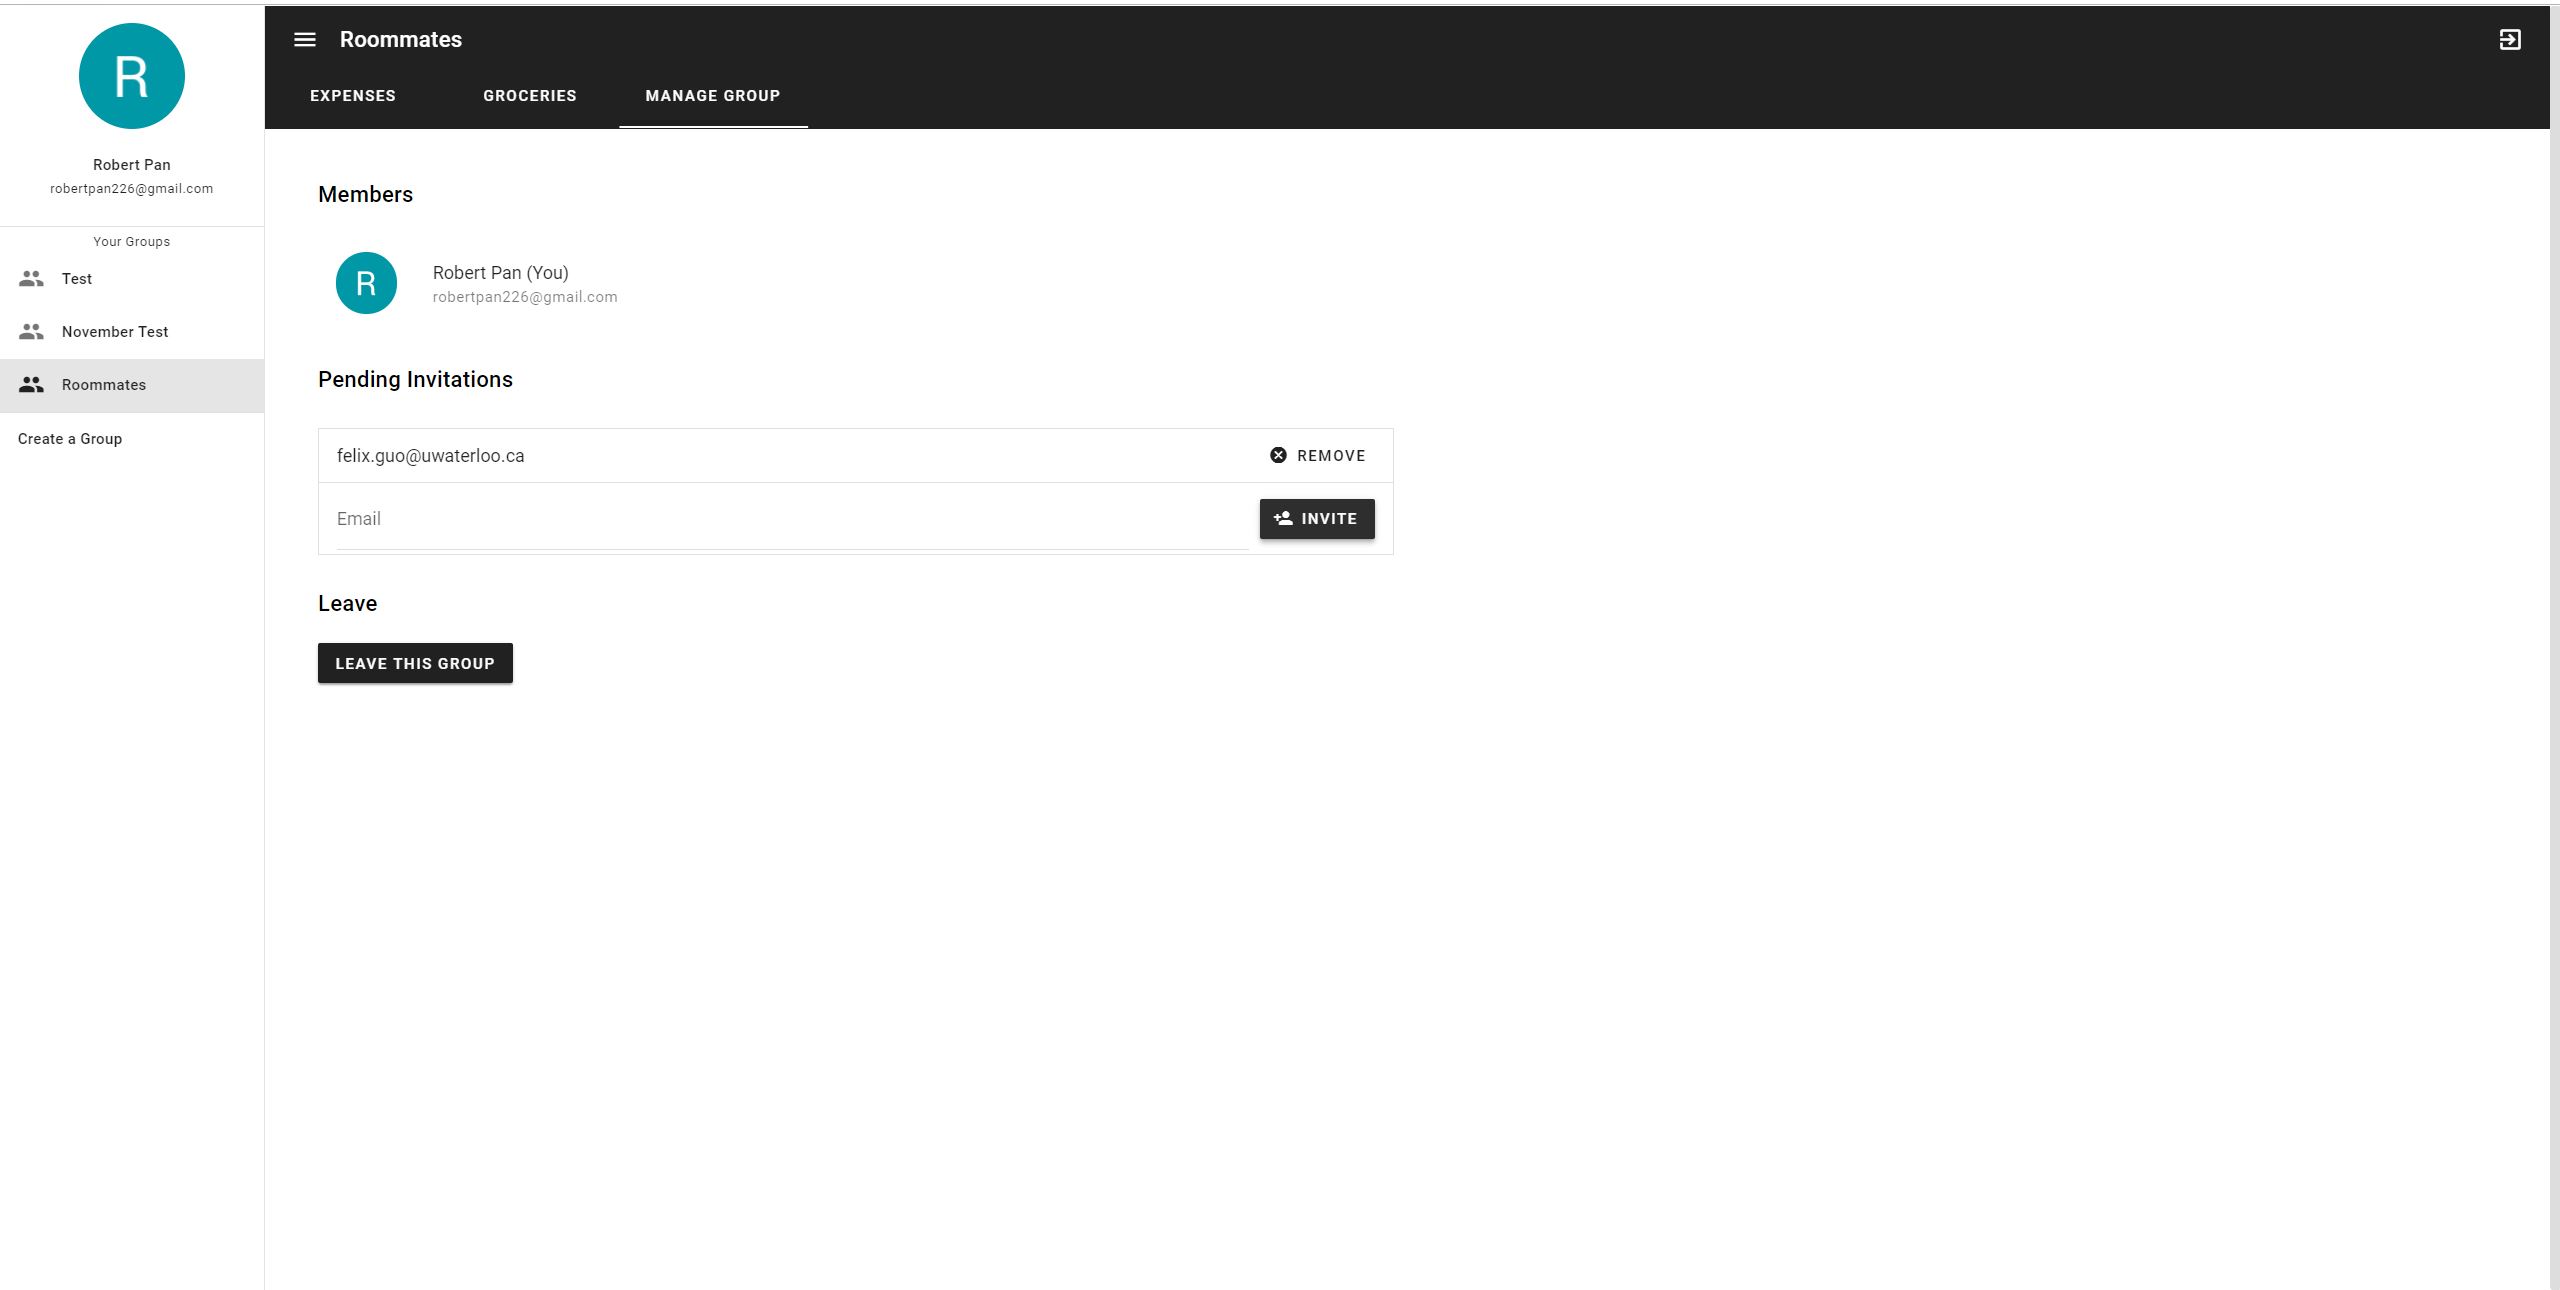 R
Robert Pan
robertpan226@gmail.com
Your Groups
Test
November Test
Roommates
Create a Group
Roommates
EXPENSES GROCERIES MANAGE GROUP
Members
R
Robert Pan (You)
robertpan226@gmail.com
Pending Invitations
felix.guo@uwaterloo.ca REMOVE
Email INVITE
Leave
LEAVE THIS GROUP